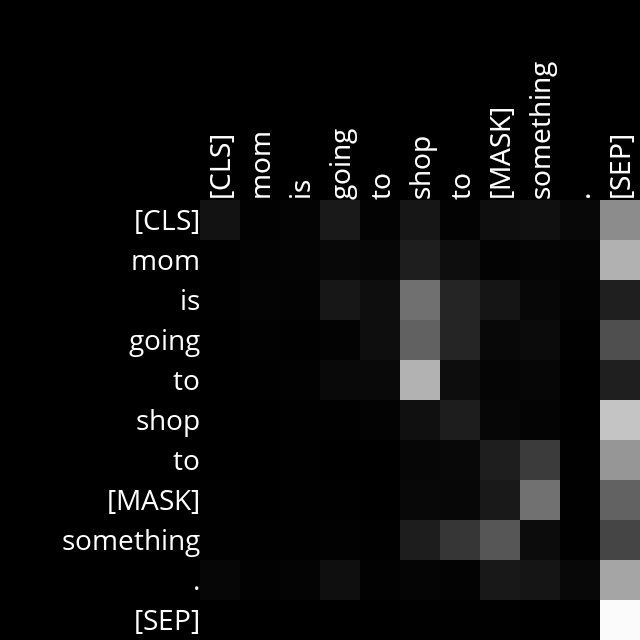 [CLS] mom is going to shop to [MASK] something . [SEP]
[CLS]
mom
is
going
to
shop
to
[MASK]
something
.
[SEP]